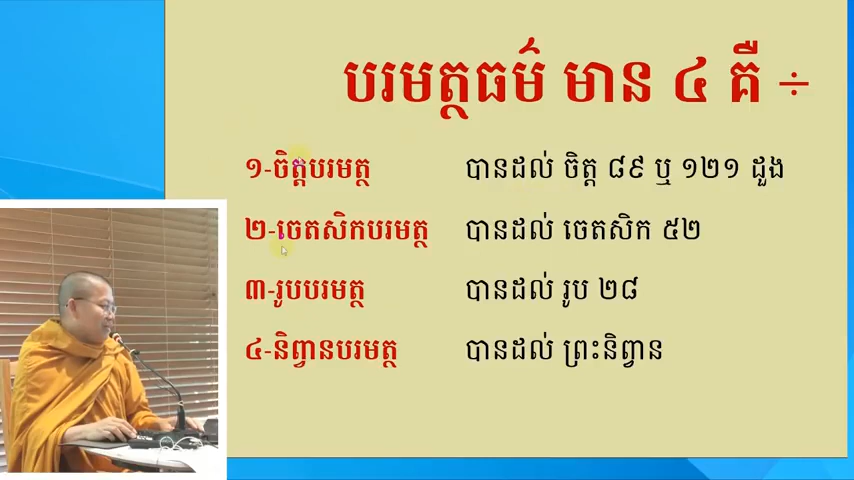 បរមត្ថធម៌ មាន ៤ គឺ ÷
១-ចិត្តបរមត្ថ បានដល់ ចិត្ត ៨៩ ឬ ១២១ ដួង
២-ចេតសិកបរមត្ថ បានដល់ ចេតសិក ៥២
៣-រូបបរមត្ថ បានដល់ រូប ២៨
៤-និព្វានបរមត្ថ បានដល់ ព្រះនិព្វាន